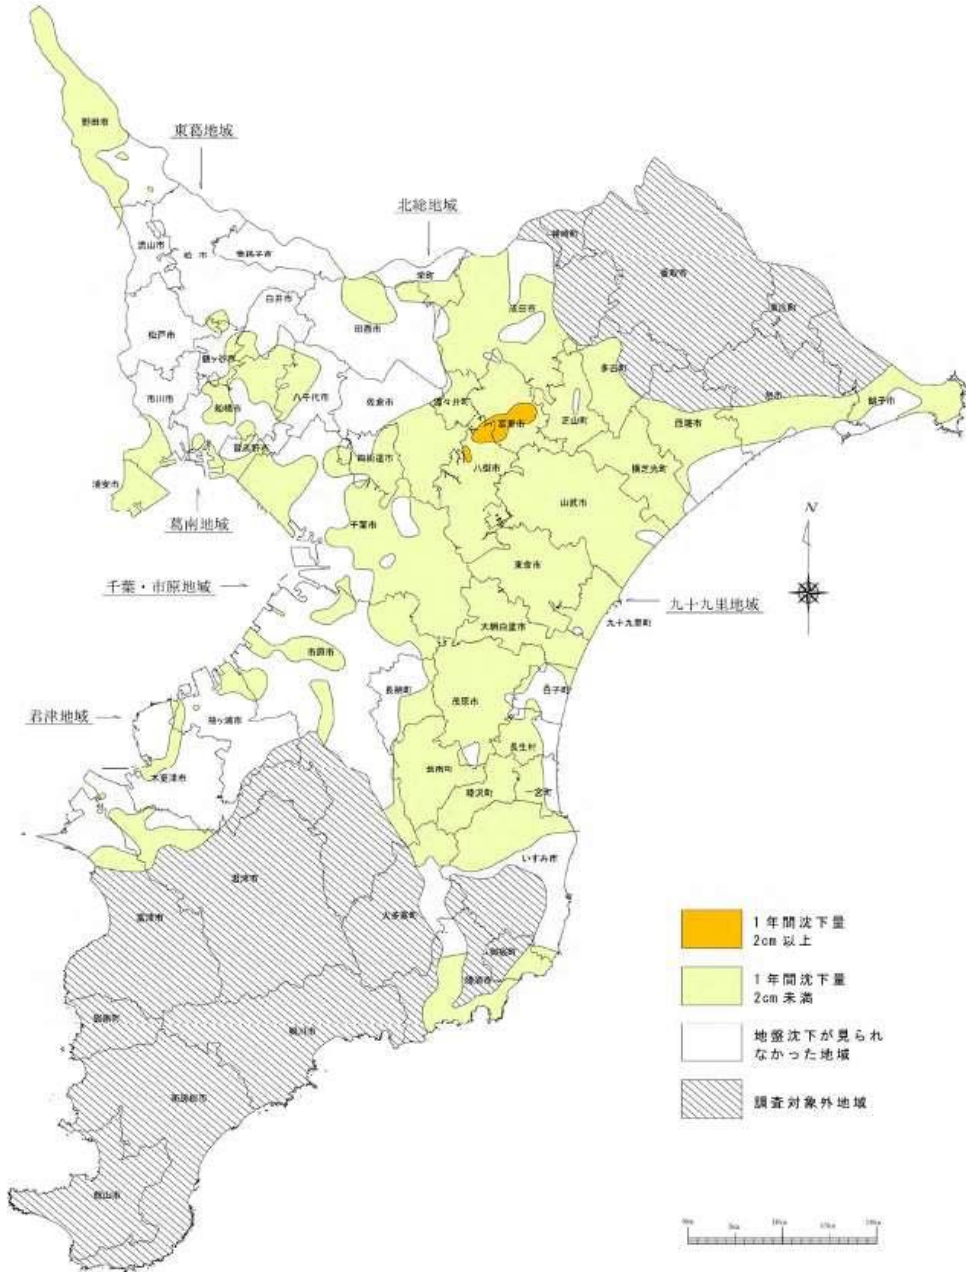 野田市
東葛地域
北総地域
流山市
柏市
我孫子市
栄町
神崎町
香取市
東庄町
白井市
印西市
成田市
松戸市
鎌ケ谷市
多古町
旭市
銚子市
市川市
船橋市
八千代市
佐倉市
酒々井町
富里市
芝山町
匝瑳市
習志野市
四街道市
八街市
横芝光町
浦安市
山武市
葛南地域
千葉市
N
東金市
千葉・市原地域
九十九里地域
九十九里町
大網白里市
市原市
長柄町
茂原市
白子町
君津地域
袖ケ浦市
長生村
木更津市
長南町
睦沢町
一宮町
いすみ市
君津市
富津市
大多喜町
御宿町
勝浦市
鋸南町
鴨川市
南房総市
館山市
1年間沈下量
2cm 以上
1年間沈下量
2cm 未満
地盤沈下が見られ
なかった地域
調査対象外地域
0km 5km 10km 15km 20km